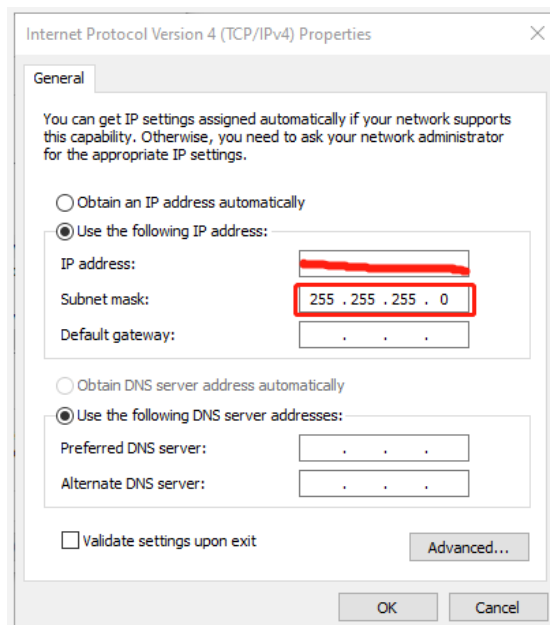 Internet Protocol Version 4 (TCP/IPv4) Properties
General
You can get IP settings assigned automatically if your network supports
this capability. Otherwise, you need to ask your network administrator
for the appropriate IP settings.
Obtain an IP address automatically
Use the following IP address:
IP address:
Subnet mask: 255 . 255 . 255 . 0
Default gateway: . . .
Obtain DNS server address automatically
Use the following DNS server addresses:
Preferred DNS server: . . .
Alternate DNS server: . . .
Validate settings upon exit
Advanced...
OK Cancel